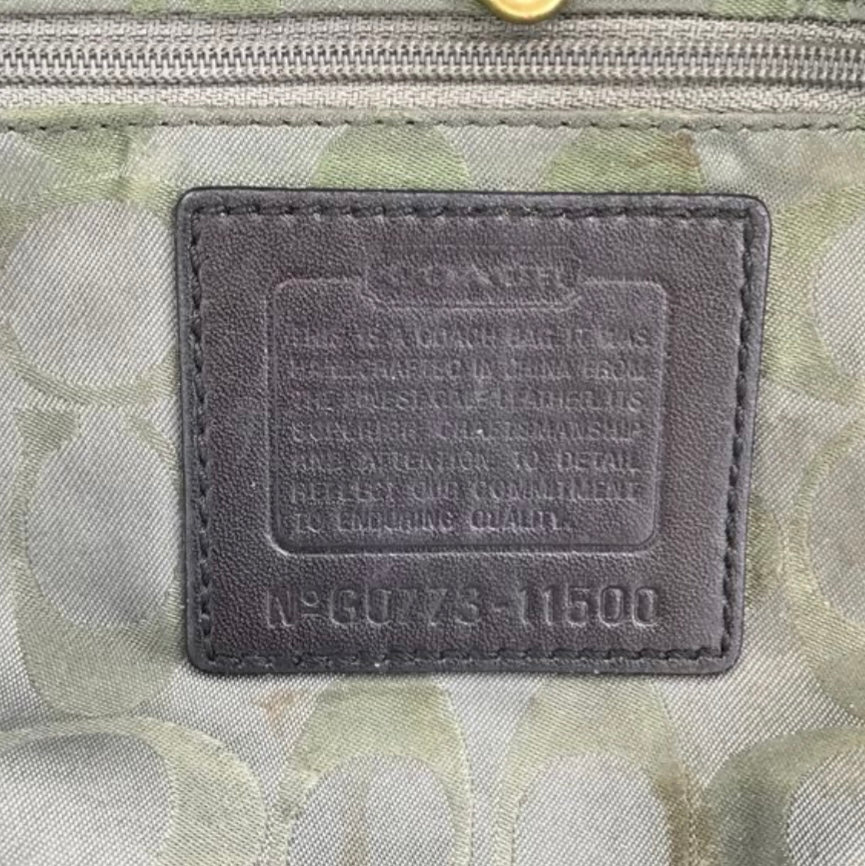 COACH
THIS IS A COACH BAG. IT WAS
HANDCRAFTED IN CHINA FROM
THE FINEST CALF LEATHER. ITS
SUPERIOR CRAFTSMANSHIP
AND ATTENTION TO DETAIL
REFLECT OUR COMMITMENT
TO ENDURING QUALITY.
Nº G0773-11500